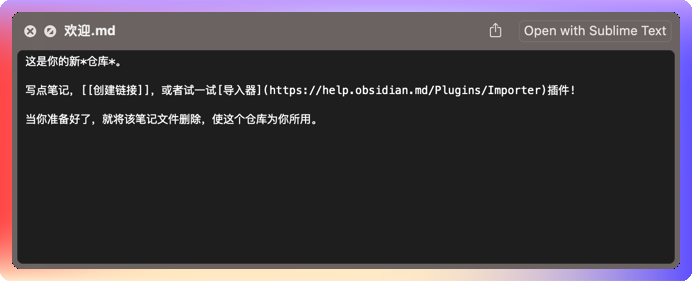 欢迎.md
Open with Sublime Text
这是你的新*仓库*。
写点笔记，[[创建链接]]，或者试一试[导入器](https://help.obsidian.md/Plugins/Importer)插件!
当你准备好了，就将该笔记文件删除，使这个仓库为你所用。